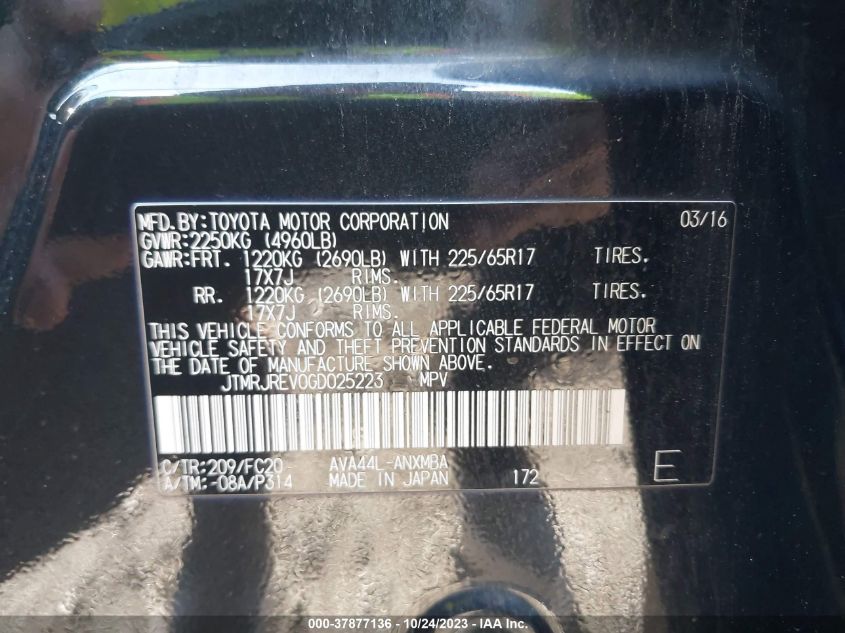 MFD.BY:TOYOTA MOTOR CORPORATION 03/16
GVWR:2250KG (4960LB)
GAWR:FRT. 1220KG (2690LB) WITH 225/65R17 TIRES.
17X7J RIMS.
RR. 1220KG (2690LB) WITH 225/65R17 TIRES.
17X7J RIMS.
THIS VEHICLE CONFORMS TO ALL APPLICABLE FEDERAL MOTOR
VEHICLE SAFETY AND THEFT PREVENTION STANDARDS IN EFFECT ON
THE DATE OF MANUFACTURE SHOWN ABOVE.
JTMRJREV0GD025223 MPV
C/TR:209/FC20- AVA44L-ANXMBA
A/TM:-08A/P314 MADE IN JAPAN 172 E
000-37877136 - 10/24/2023 - IAAI.COM